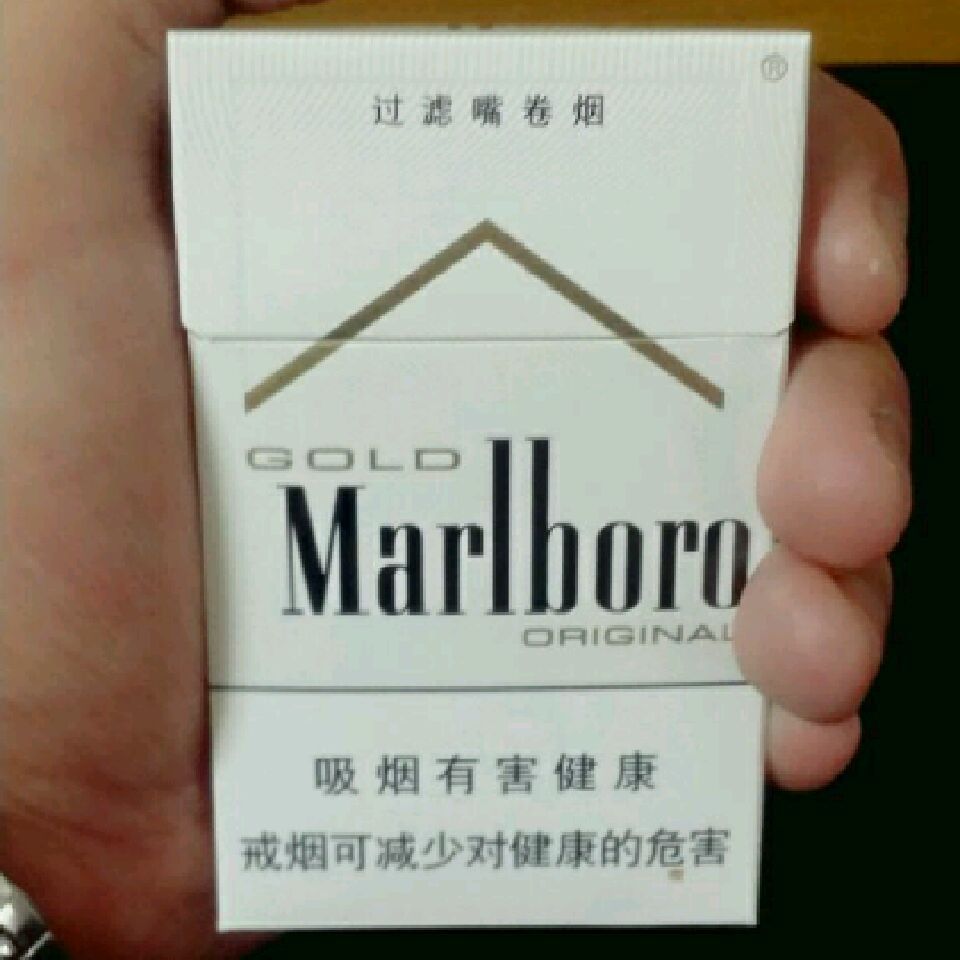 ®
过滤嘴卷烟
GOLD
Marlboro
ORIGINAL
吸烟有害健康
戒烟可减少对健康的危害